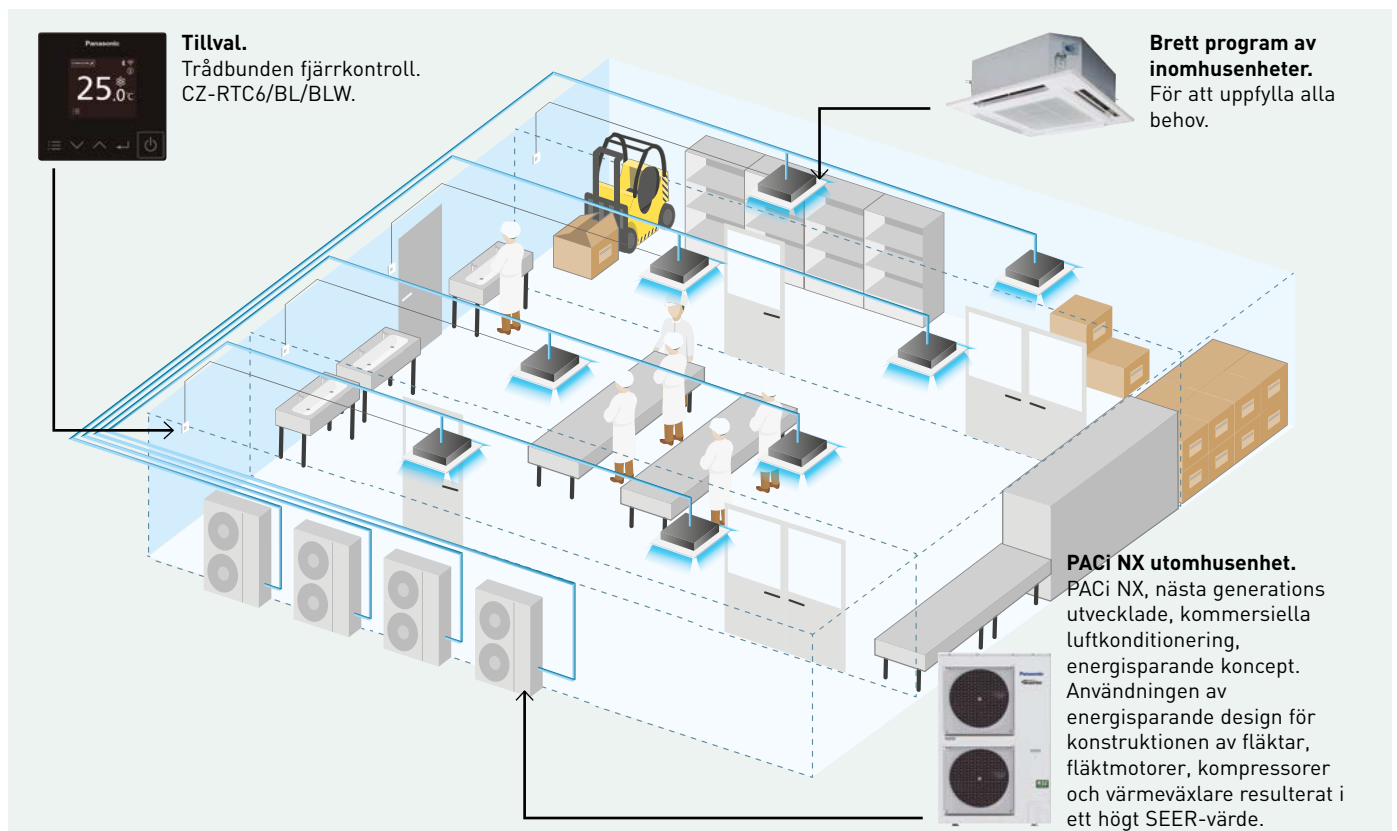 Panasonic
25.0°C
Tillval.
Trådbunden fjärrkontroll.
CZ-RTC6/BL/BLW.
Brett program av
inomhusenheter.
För att uppfylla alla
behov.
PACi NX utomhusenhet.
PACi NX, nästa generations
utvecklade, kommersiella
luftkonditionering,
energisparande koncept.
Användningen av
energisparande design för
konstruktionen av fläktar,
fläktmotorer, kompressorer
och värmeväxlare resulterat i
ett högt SEER-värde.
Panasonic